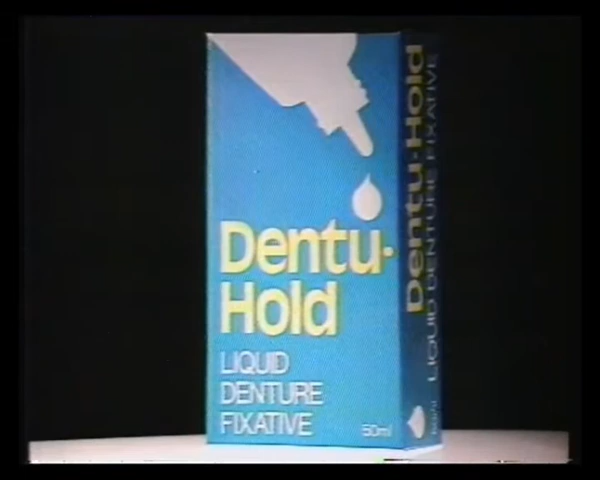 Dentu-
Hold
LIQUID
DENTURE
FIXATIVE
50ml
Dentu-Hold
LIQUID DENTURE FIXATIVE